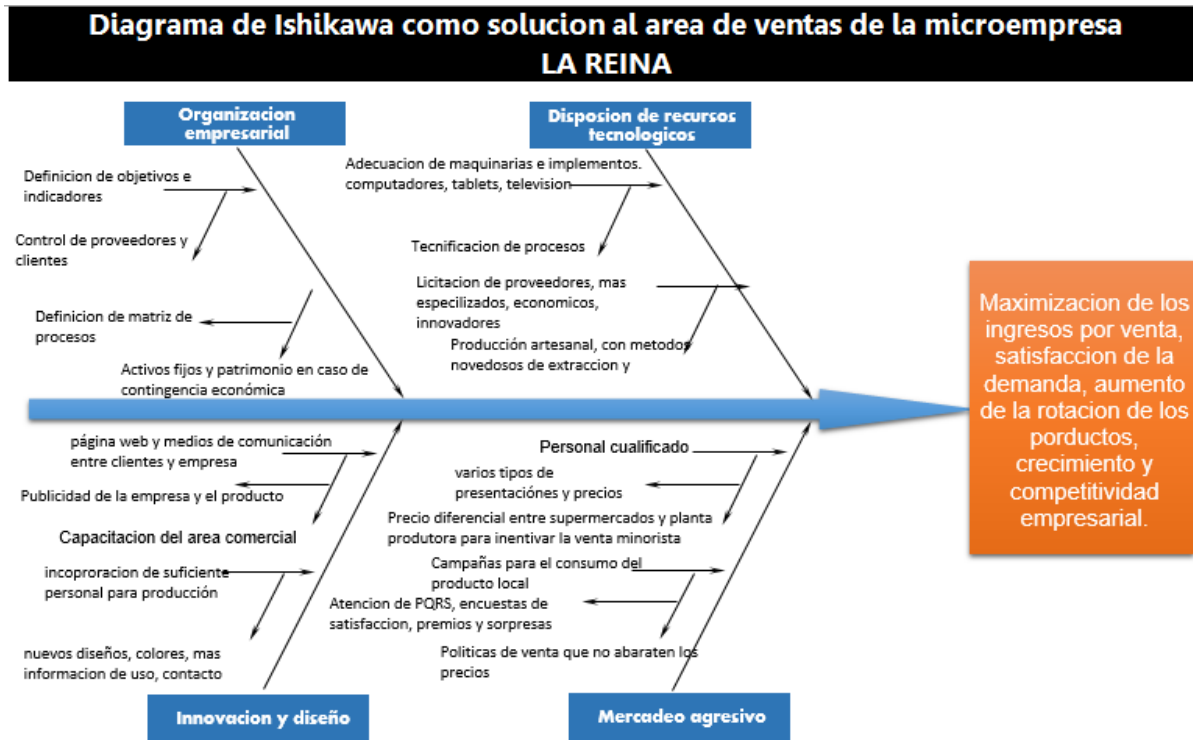 Diagrama de Ishikawa como solucion al area de ventas de la microempresa
LA REINA
Organizacion
empresarial
Disposion de recursos
tecnologicos
Definicion de objetivos e
indicadores
Control de proveedores y
clientes
Definicion de matriz de
procesos
Activos fijos y patrimonio en caso de
contingencia económica
Adecuacion de maquinarias e implementos.
computadores, tablets, television
Tecnificacion de procesos
Licitacion de proveedores, mas
especilizados, economicos,
innovadores
Producción artesanal, con metodos
novedosos de extraccion y
Maximizacion de los
ingresos por venta,
satisfaccion de la
demanda, aumento
de la rotacion de los
porductos,
crecimiento y
competitividad
empresarial.
página web y medios de comunicación
entre clientes y empresa
Publicidad de la empresa y el producto
Capacitacion del area comercial
incoproracion de suficiente
personal para producción
nuevos diseños, colores, mas
informacion de uso, contacto
Personal cualificado
varios tipos de
presentaciónes y precios
Precio diferencial entre supermercados y planta
produtora para inentivar la venta minorista
Campañas para el consumo del
producto local
Atencion de PQRS, encuestas de
satisfaccion, premios y sorpresas
Politicas de venta que no abaraten los
precios
Innovacion y diseño
Mercadeo agresivo